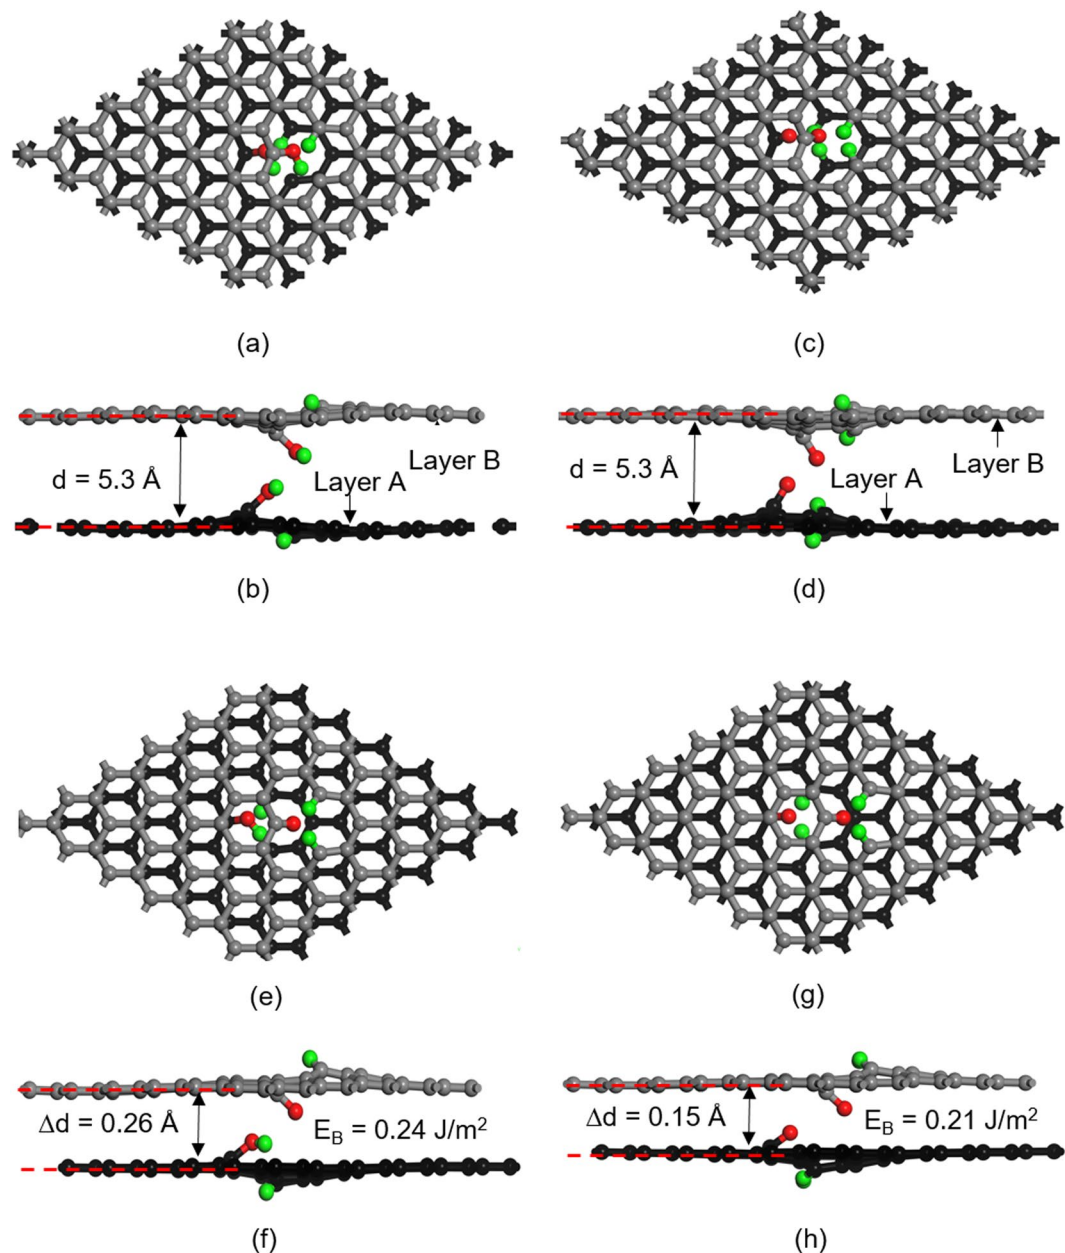 (a)
(c)
d = 5.3 Å
Layer A
Layer B
d = 5.3 Å
Layer A
Layer B
(b)
(d)
(e)
(g)
Δd = 0.26 Å
E_B = 0.24 J/m²
Δd = 0.15 Å
E_B = 0.21 J/m²
(f)
(h)